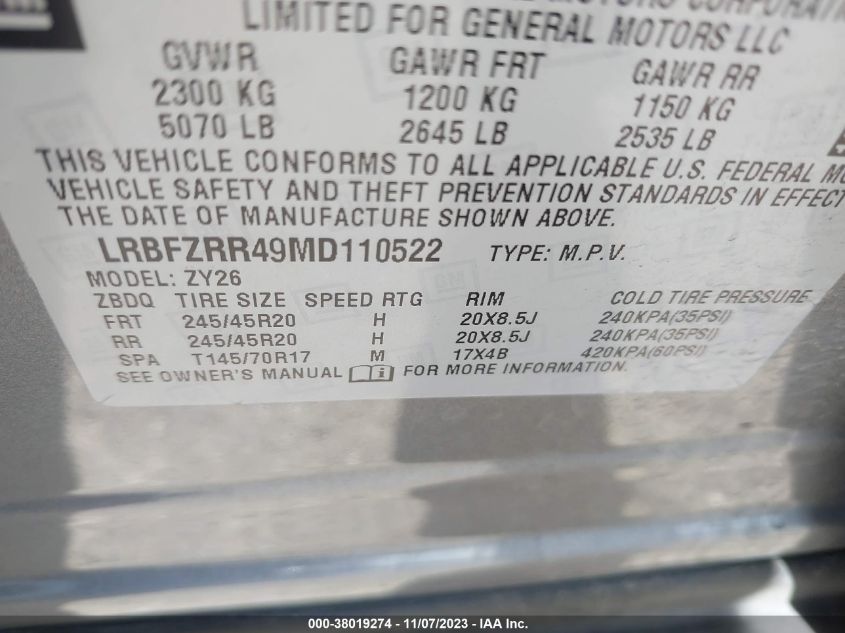 MOTORS CORPORATI
LIMITED FOR GENERAL MOTORS LLC
GVWR GAWR FRT GAWR RR
2300 KG 1200 KG 1150 KG
5070 LB 2645 LB 2535 LB
THIS VEHICLE CONFORMS TO ALL APPLICABLE U.S. FEDERAL MO
VEHICLE SAFETY AND THEFT PREVENTION STANDARDS IN EFFECT
THE DATE OF MANUFACTURE SHOWN ABOVE.
LRBFZRR49MD110522 TYPE: M.P.V.
MODEL: ZY26
ZBDQ TIRE SIZE SPEED RTG RIM COLD TIRE PRESSURE
FRT 245/45R20 H 20X8.5J 240KPA(35PSI)
RR 245/45R20 H 20X8.5J 240KPA(35PSI)
SPA T145/70R17 M 17X4B 420KPA(60PSI)
SEE OWNER'S MANUAL FOR MORE INFORMATION.
000-38019274 - 11/07/2023 - IAA Inc.